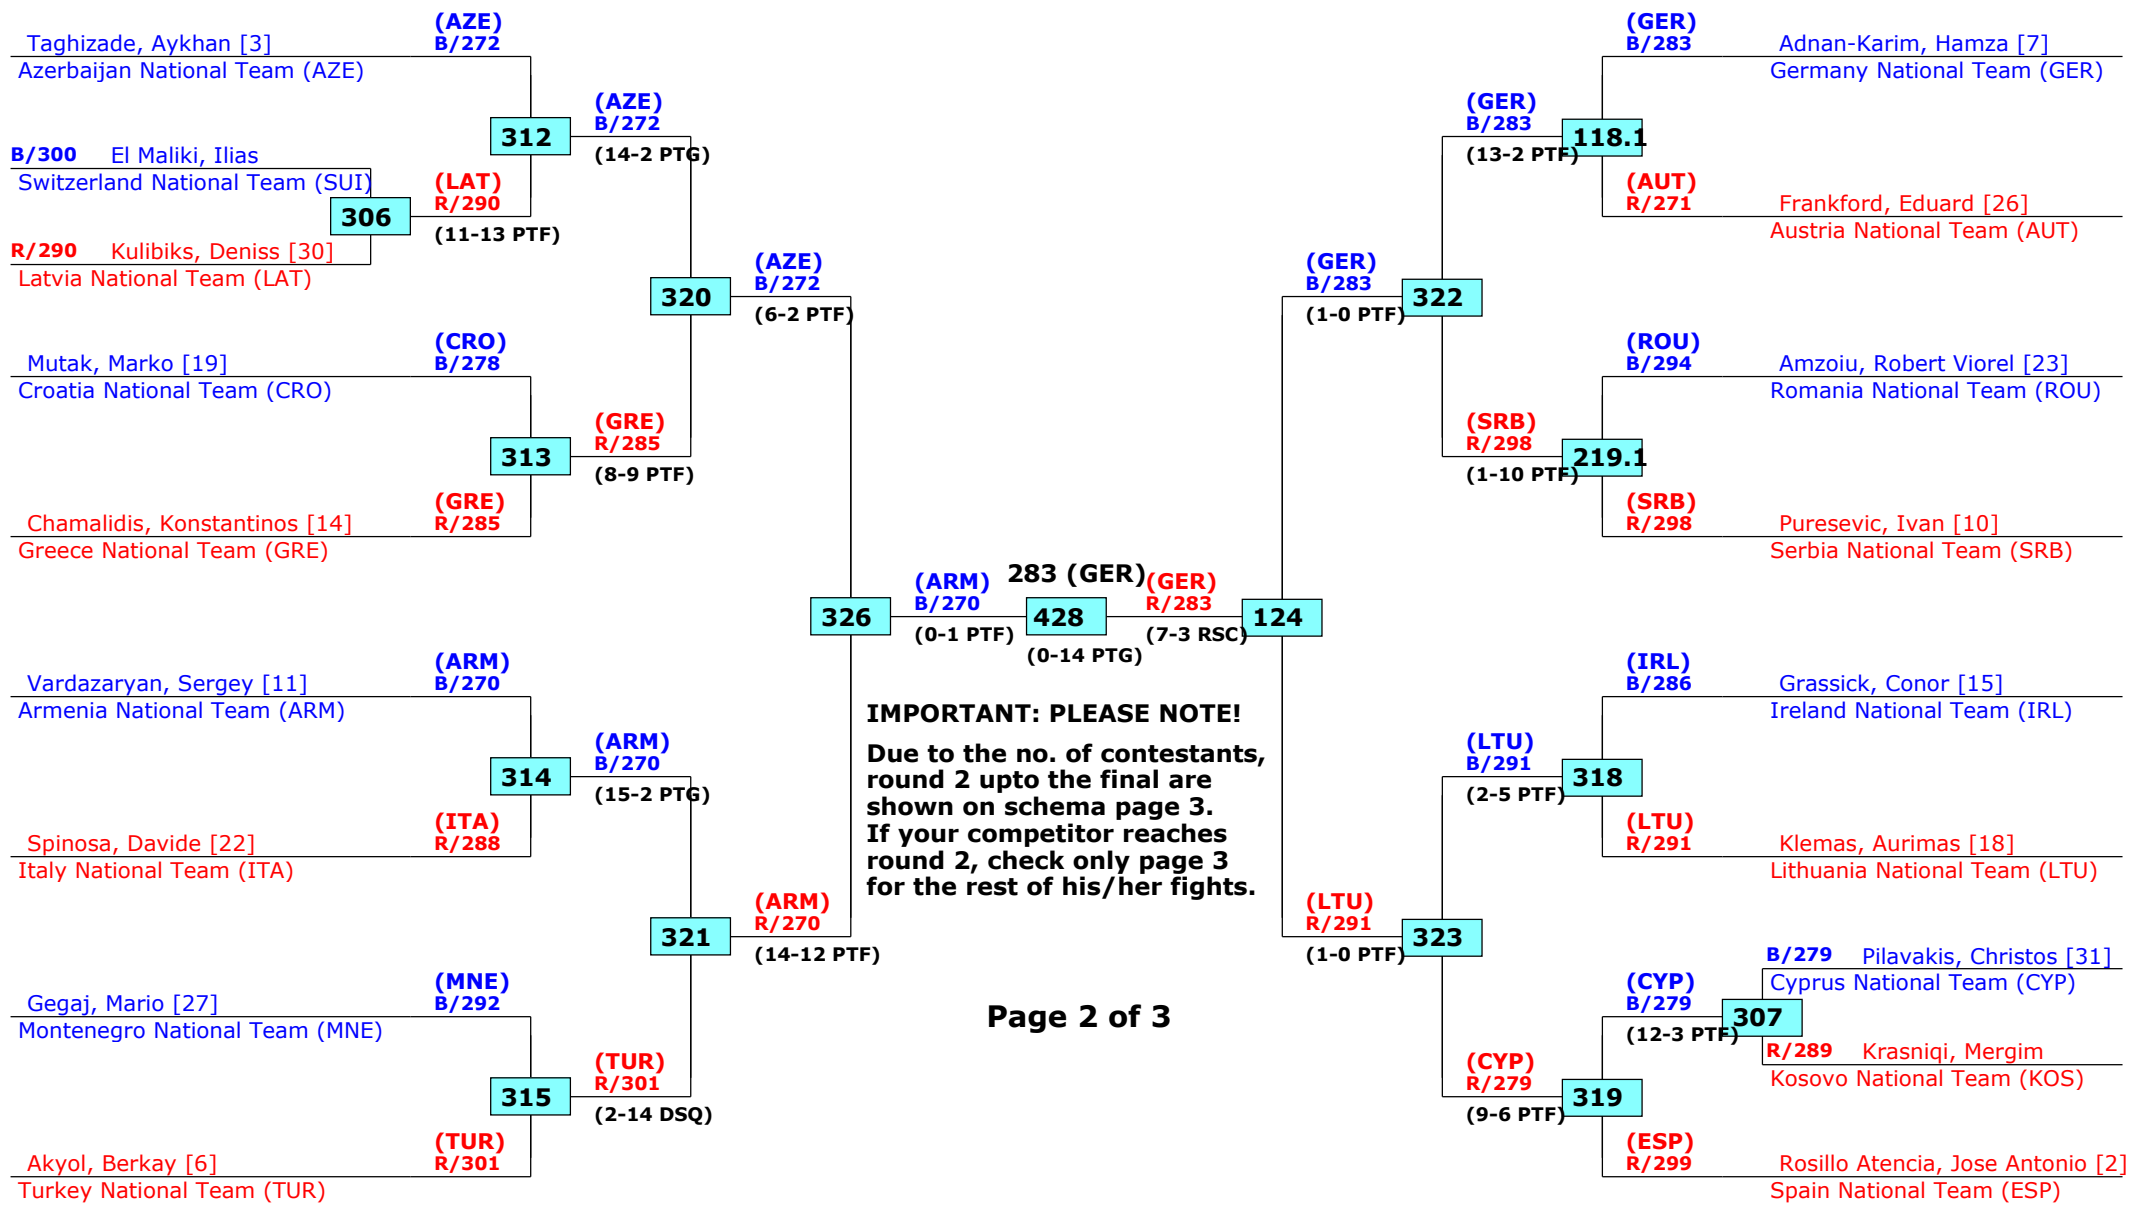 (AZE)
B/272
Taghizade, Aykhan [3]
Azerbaijan National Team (AZE)
312
(AZE)
B/272
(14-2 PTG)
B/300 El Maliki, Ilias
Switzerland National Team (SUI)
306
(LAT)
R/290
(11-13 PTF)
R/290 Kulibiks, Deniss [30]
Latvia National Team (LAT)
320
(AZE)
B/272
(6-2 PTF)
(CRO)
B/278
Mutak, Marko [19]
Croatia National Team (CRO)
313
(GRE)
R/285
(8-9 PTF)
(GRE)
R/285
Chamalidis, Konstantinos [14]
Greece National Team (GRE)
326
(ARM)
B/270
(0-1 PTF)
283 (GER)
428
(0-14 PTG)
(GER)
R/283
(7-3 RSC)
124
(ARM)
B/270
Vardazaryan, Sergey [11]
Armenia National Team (ARM)
314
(ARM)
B/270
(15-2 PTG)
(ITA)
R/288
Spinosa, Davide [22]
Italy National Team (ITA)
321
(ARM)
R/270
(14-12 PTF)
(MNE)
B/292
Gegaj, Mario [27]
Montenegro National Team (MNE)
315
(TUR)
R/301
(2-14 DSQ)
(TUR)
R/301
Akyol, Berkay [6]
Turkey National Team (TUR)
IMPORTANT: PLEASE NOTE!
Due to the no. of contestants,
round 2 upto the final are
shown on schema page 3.
If your competitor reaches
round 2, check only page 3
for the rest of his/her fights.
Page 2 of 3
(GER)
B/283
Adnan-Karim, Hamza [7]
Germany National Team (GER)
(GER)
B/283
(13-2 PTF)
118.1
(AUT)
R/271
Frankford, Eduard [26]
Austria National Team (AUT)
(GER)
B/283
(1-0 PTF)
322
(ROU)
B/294
Amzoiu, Robert Viorel [23]
Romania National Team (ROU)
(SRB)
R/298
(1-10 PTF)
219.1
(SRB)
R/298
Puresevic, Ivan [10]
Serbia National Team (SRB)
(IRL)
B/286
Grassick, Conor [15]
Ireland National Team (IRL)
(LTU)
B/291
(2-5 PTF)
318
(LTU)
R/291
Klemas, Aurimas [18]
Lithuania National Team (LTU)
(LTU)
R/291
(1-0 PTF)
323
B/279 Pilavakis, Christos [31]
Cyprus National Team (CYP)
(CYP)
B/279
(12-3 PTF)
307
R/289 Krasniqi, Mergim
Kosovo National Team (KOS)
(CYP)
R/279
(9-6 PTF)
319
(ESP)
R/299
Rosillo Atencia, Jose Antonio [2]
Spain National Team (ESP)